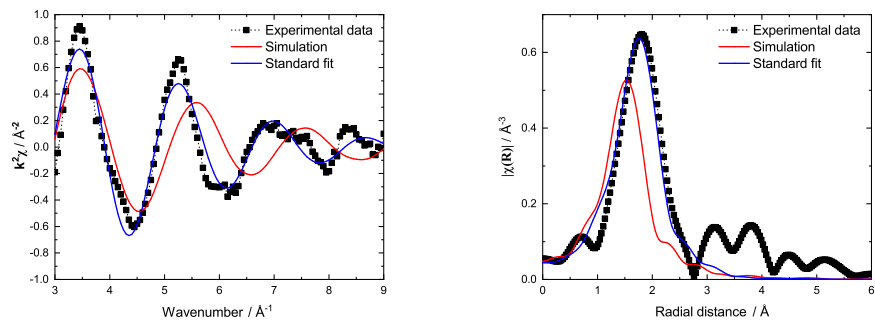 1.0
0.8
0.6
0.4
0.2
0.0
-0.2
-0.4
-0.6
-0.8
-1.0
k²χ / Å⁻²
3 4 5 6 7 8 9
Wavenumber / Å⁻¹
Experimental data
Simulation
Standard fit
0.6
0.4
0.2
0.0
|χ(R)| / Å⁻³
0 1 2 3 4 5 6
Radial distance / Å
Experimental data
Simulation
Standard fit